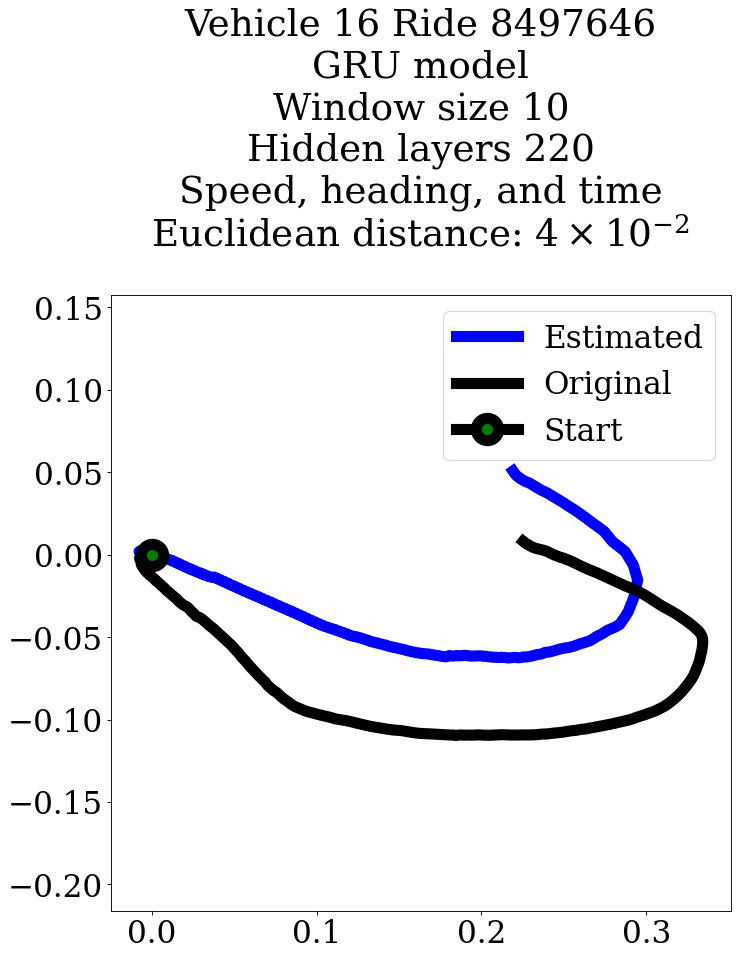 Vehicle 16 Ride 8497646
GRU model
Window size 10
Hidden layers 220
Speed, heading, and time
Euclidean distance: 4 × 10⁻²
Estimated
Original
Start
0.15
0.10
0.05
0.00
−0.05
−0.10
−0.15
−0.20
0.0 0.1 0.2 0.3